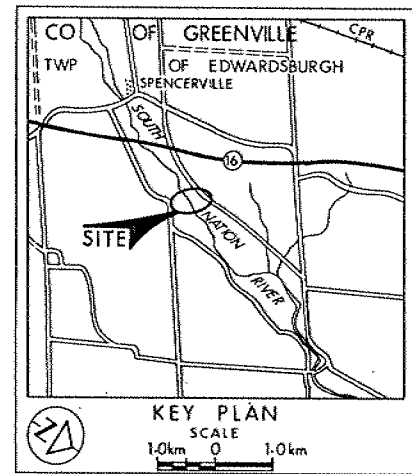 CO OF GREENVILLE
CPR
TWP OF EDWARDSBURGH
SPENCERVILLE
SOUTH
16
NATION
SITE
RIVER
KEY PLAN
SCALE
1.0km 0 1.0km
N